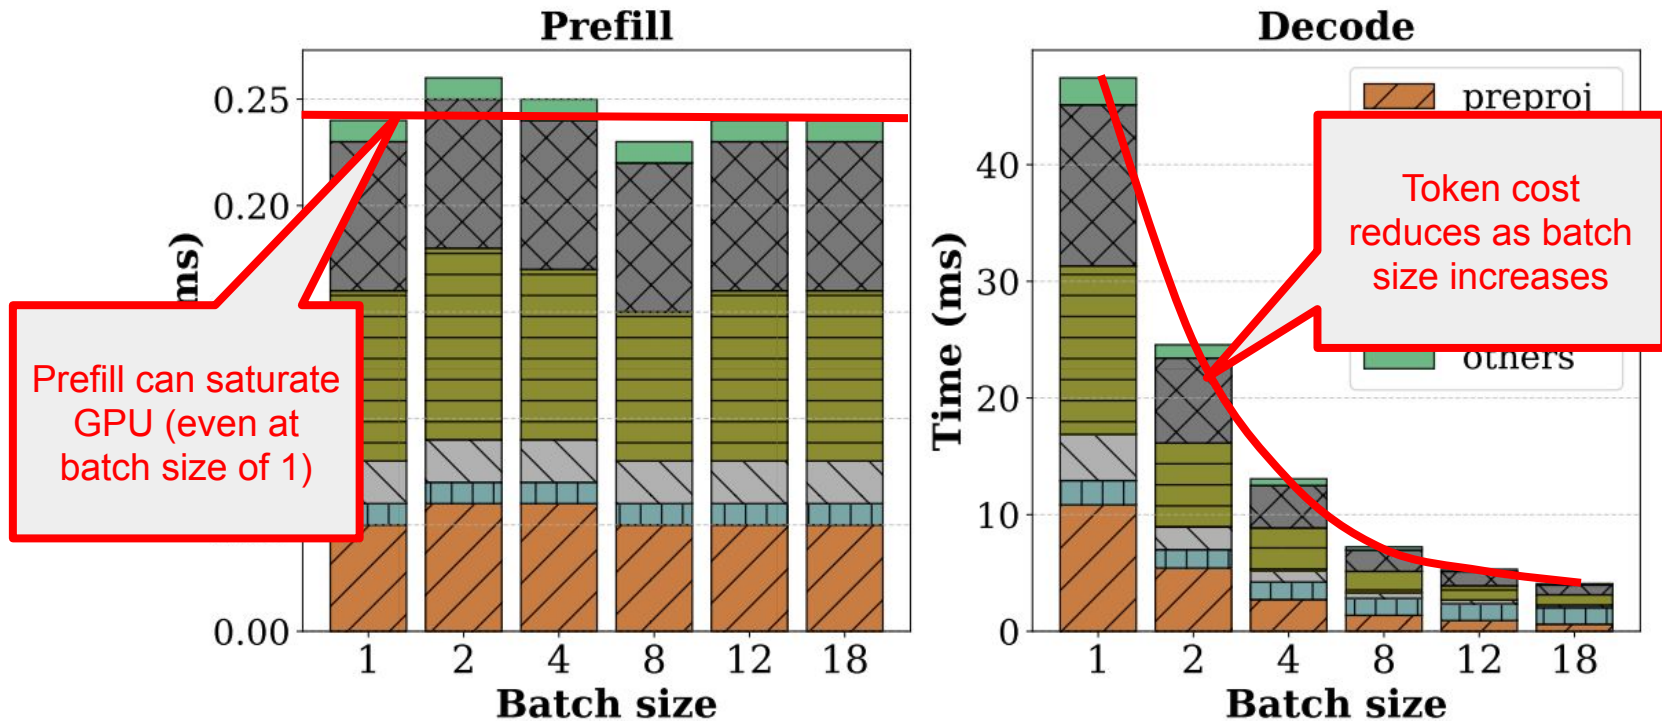 Prefill
Decode
0.25
0.20
0.00
ms)
1
2
4
8
12
18
Batch size
Prefill can saturate
GPU (even at
batch size of 1)
40
30
20
10
0
Time (ms)
1
2
4
8
12
18
Batch size
preproj
others
Token cost
reduces as batch
size increases